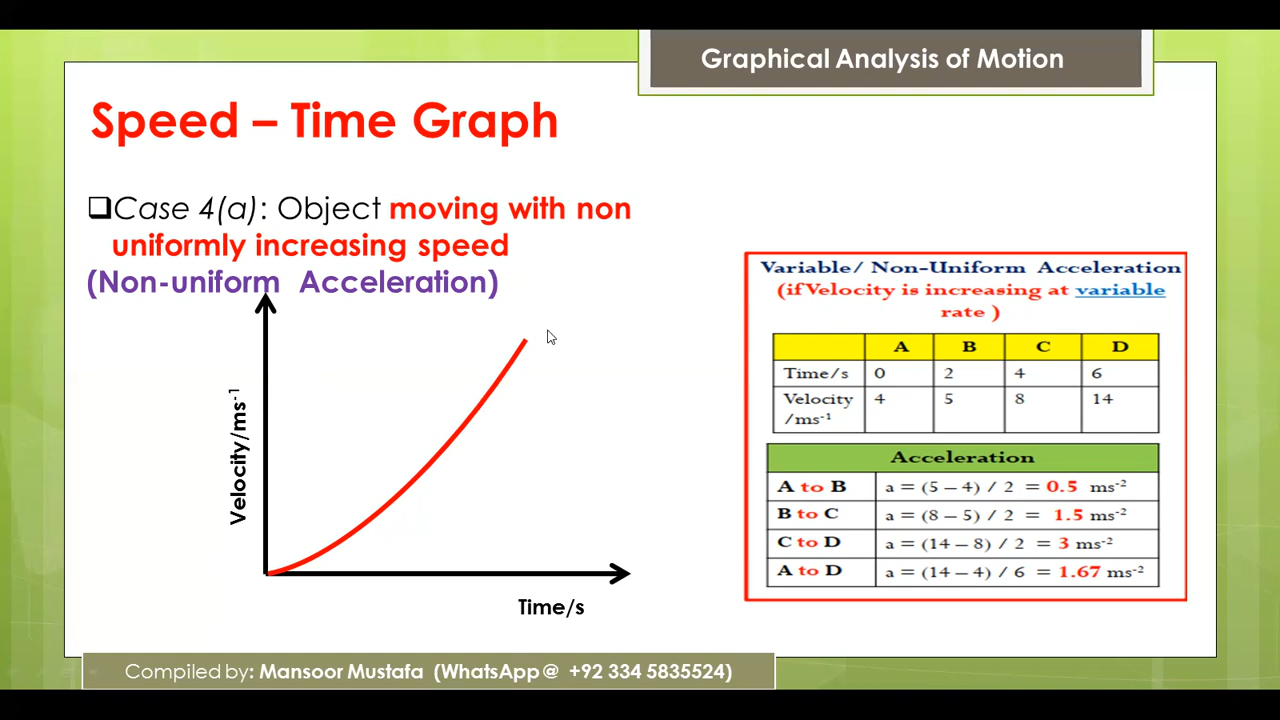 Graphical Analysis of Motion
Speed – Time Graph
❑Case 4(a): Object moving with non
uniformly increasing speed
(Non-uniform Acceleration)
Velocity/ms-1
Time/s
Variable/ Non-Uniform Acceleration
(if Velocity is increasing at variable
rate )
A B C D
Time/s 0 2 4 6
Velocity 4 5 8 14
/ms-1
Acceleration
A to B a = (5 – 4) / 2 = 0.5 ms-2
B to C a = (8 – 5) / 2 = 1.5 ms-2
C to D a = (14 – 8) / 2 = 3 ms-2
A to D a = (14 – 4) / 6 = 1.67 ms-2
Compiled by: Mansoor Mustafa (WhatsApp@ +92 334 5835524)